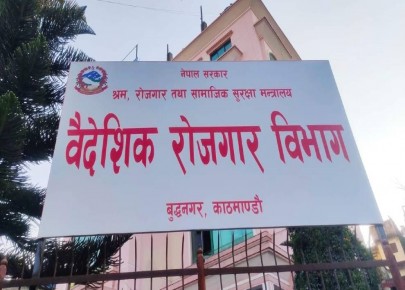 नेपाल सरकार
श्रम, रोजगार तथा सामाजिक सुरक्षा मन्त्रालय
वैदेशिक रोजगार विभाग
बुद्धनगर, काठमाण्डौ